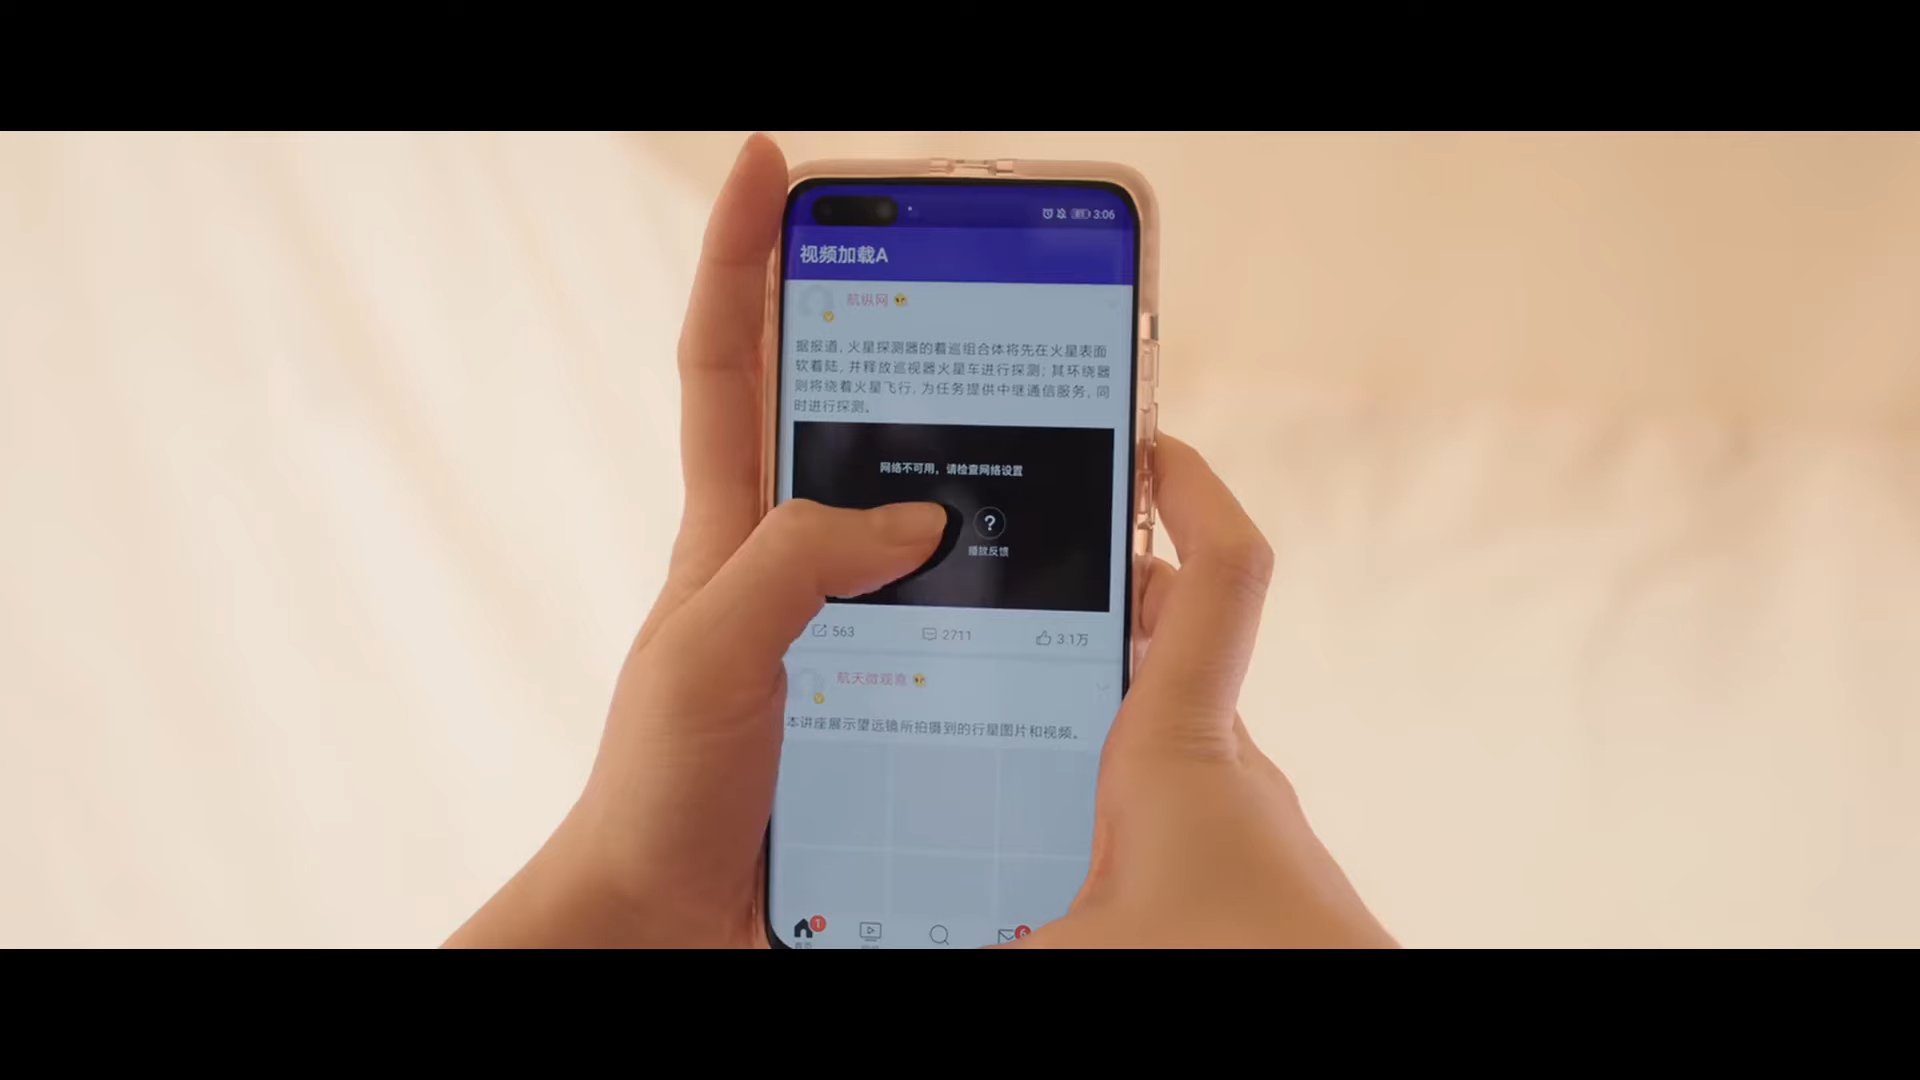 3:06
视频加载A
航纵网
据报道,火星探测器的着巡组合体将先在火星表面
软着陆,并释放巡视器火星车进行探测;其环绕器
则将绕着火星飞行,为任务提供中继通信服务,同
时进行探测。
网络不可用，请检查网络设置
?
播放反馈
563 2711 3.1万
航天微观察
本讲座展示望远镜所拍摄到的行星图片和视频。
1 6
首页